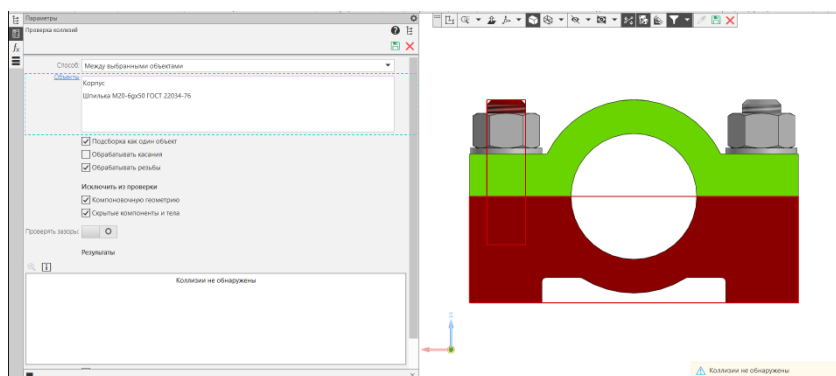 Параметры
Проверка коллизий
Способ: Между выбранными объектами
Объекты
Корпус
Шпилька M20-6gx50 ГОСТ 22034-76
Подсборка как один объект
Обрабатывать касания
Обрабатывать резьбы
Исключить из проверки
Компоновочную геометрию
Скрытые компоненты и тела
Проверять зазоры:
Результаты
Коллизии не обнаружены
Коллизии не обнаружены